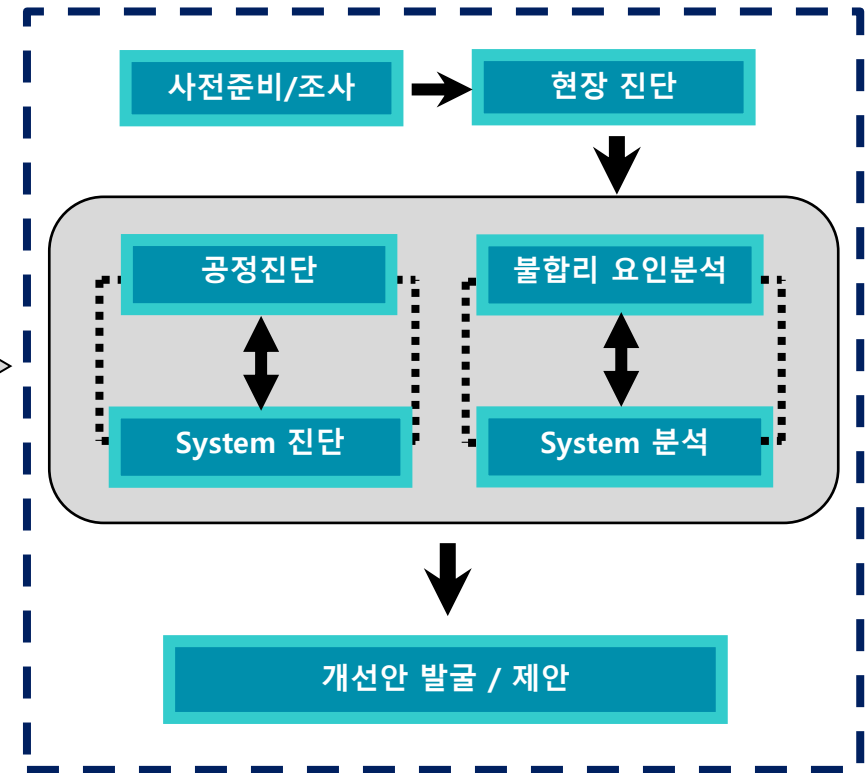 사전준비/조사
현장 진단
공정진단
불합리 요인분석
System 진단
System 분석
개선안 발굴 / 제안